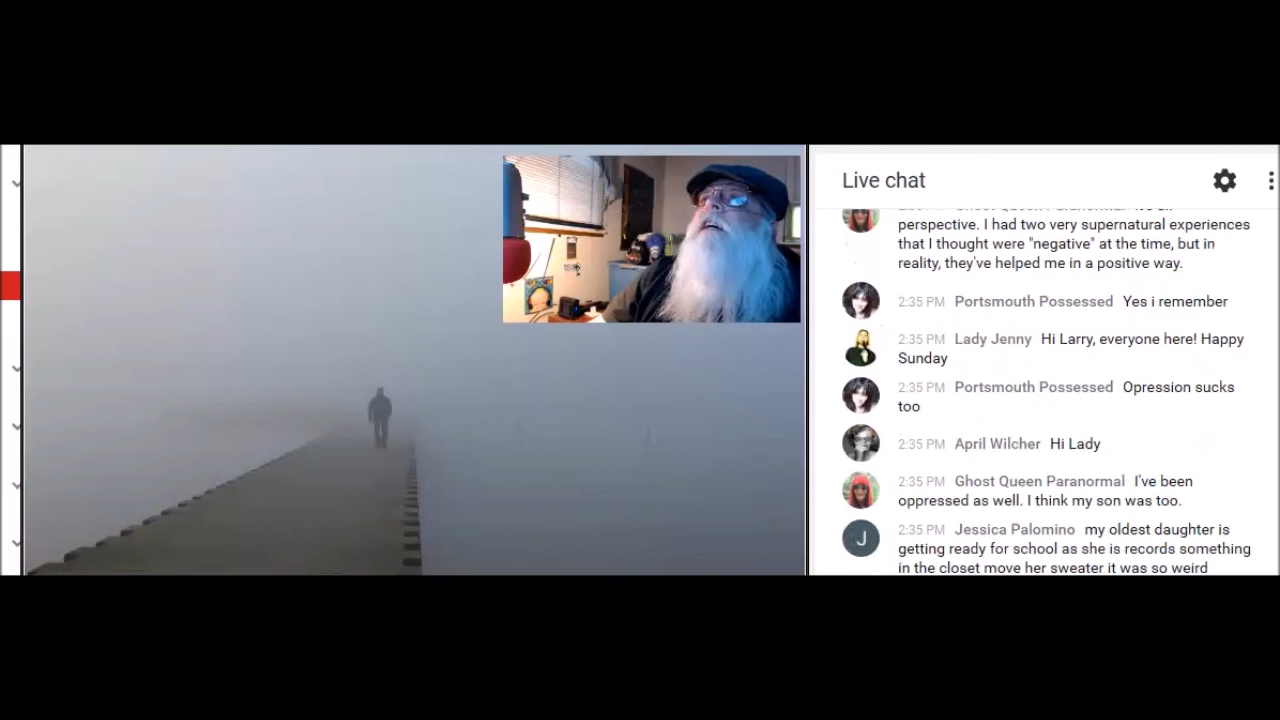 Live chat
perspective. I had two very supernatural experiences
that I thought were "negative" at the time, but in
reality, they've helped me in a positive way.
2:35 PM Portsmouth Possessed Yes i remember
2:35 PM Lady Jenny Hi Larry, everyone here! Happy
Sunday
2:35 PM Portsmouth Possessed Opression sucks
too
2:35 PM April Wilcher Hi Lady
2:35 PM Ghost Queen Paranormal I've been
oppressed as well. I think my son was too.
J
2:35 PM Jessica Palomino my oldest daughter is
getting ready for school as she is records something
in the closet move her sweater it was so weird